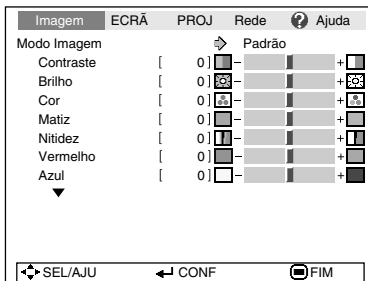 Imagem ECRÃ PROJ Rede ? Ajuda
Modo Imagem Padrão
Contraste [ 0 ] - +
Brilho [ 0 ] - +
Cor [ 0 ] - +
Matiz [ 0 ] - +
Nitidez [ 0 ] - +
Vermelho [ 0 ] - +
Azul [ 0 ] - +
SEL/AJU CONF FIM